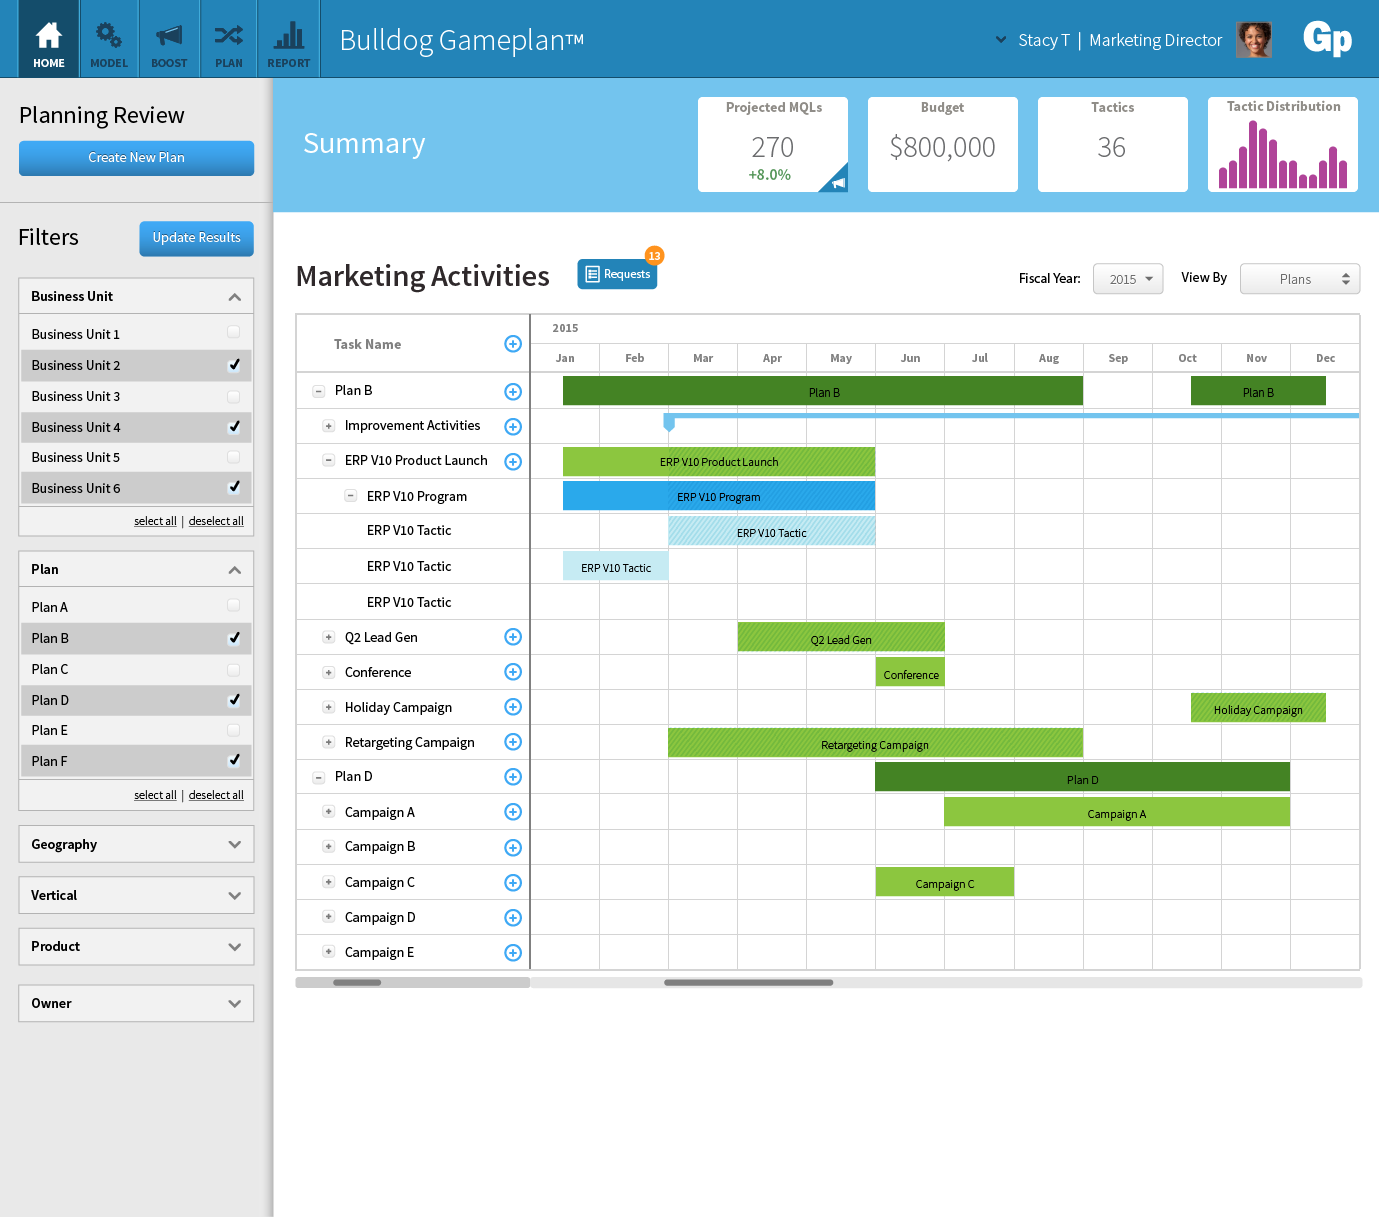 HOME
MODEL
BOOST
PLAN
REPORT
Bulldog Gameplan™
Stacy T | Marketing Director
Gp
Planning Review
Create New Plan
Filters
Update Results
Business Unit
Business Unit 1
Business Unit 2
Business Unit 3
Business Unit 4
Business Unit 5
Business Unit 6
select all | deselect all
Plan
Plan A
Plan B
Plan C
Plan D
Plan E
Plan F
select all | deselect all
Geography
Vertical
Product
Owner
Summary
Projected MQLs
270
+8.0%
Budget
$800,000
Tactics
36
Tactic Distribution
Marketing Activities
Requests
13
Fiscal Year:
2015
View By
Plans
Task Name
2015
Jan Feb Mar Apr May Jun Jul Aug Sep Oct Nov Dec
Plan B
Plan B
Plan B
Improvement Activities
ERP V10 Product Launch
ERP V10 Product Launch
ERP V10 Program
ERP V10 Program
ERP V10 Tactic
ERP V10 Tactic
ERP V10 Tactic
ERP V10 Tactic
ERP V10 Tactic
Q2 Lead Gen
Q2 Lead Gen
Conference
Conference
Holiday Campaign
Holiday Campaign
Retargeting Campaign
Retargeting Campaign
Plan D
Plan D
Campaign A
Campaign A
Campaign B
Campaign C
Campaign C
Campaign D
Campaign E